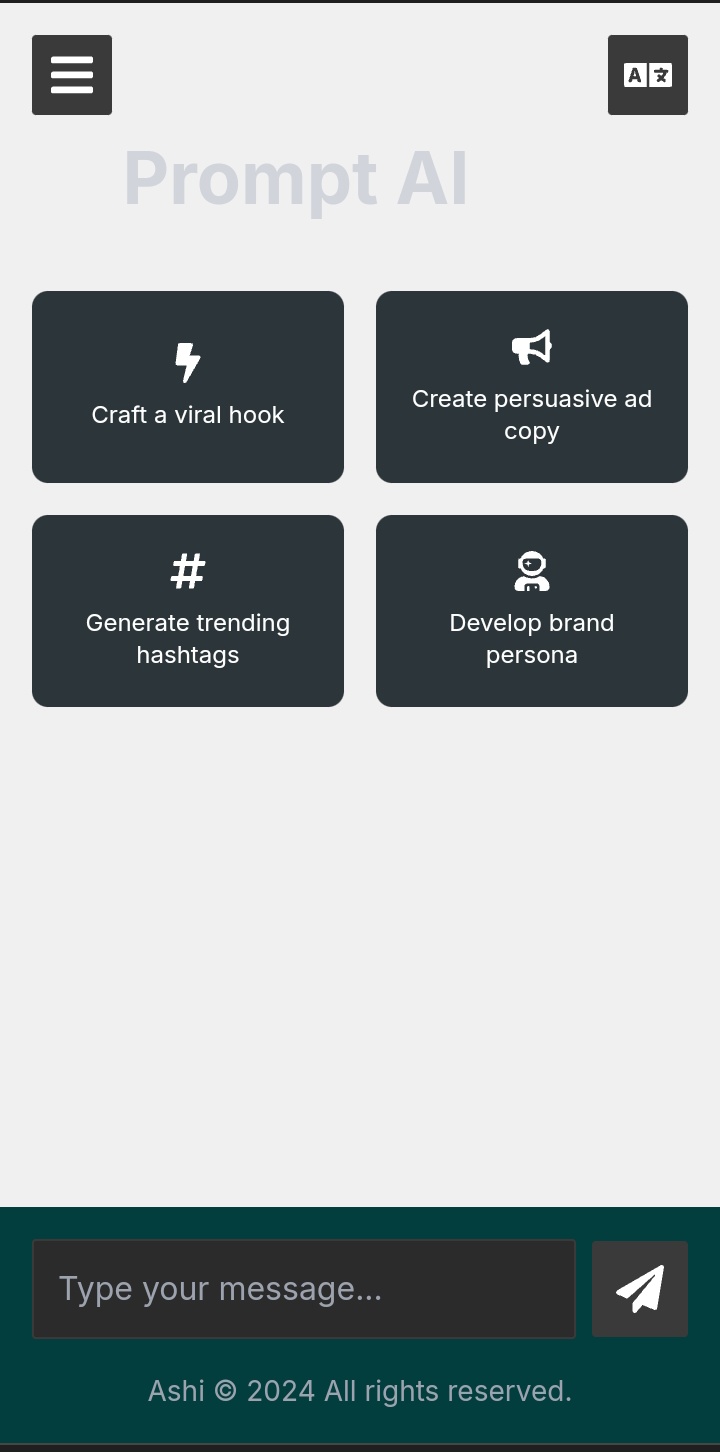 A 文
Prompt AI
Craft a viral hook
Create persuasive ad
copy
Generate trending
hashtags
Develop brand
persona
Type your message...
Ashi © 2024 All rights reserved.